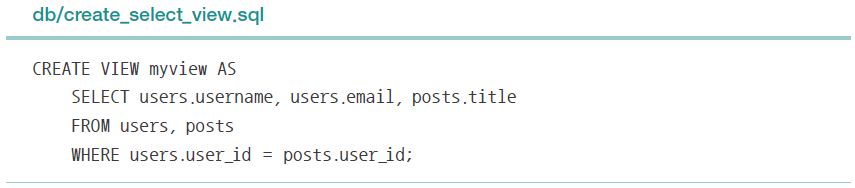 db/create_select_view.sql
CREATE VIEW myview AS
SELECT users.username, users.email, posts.title
FROM users, posts
WHERE users.user_id = posts.user_id;